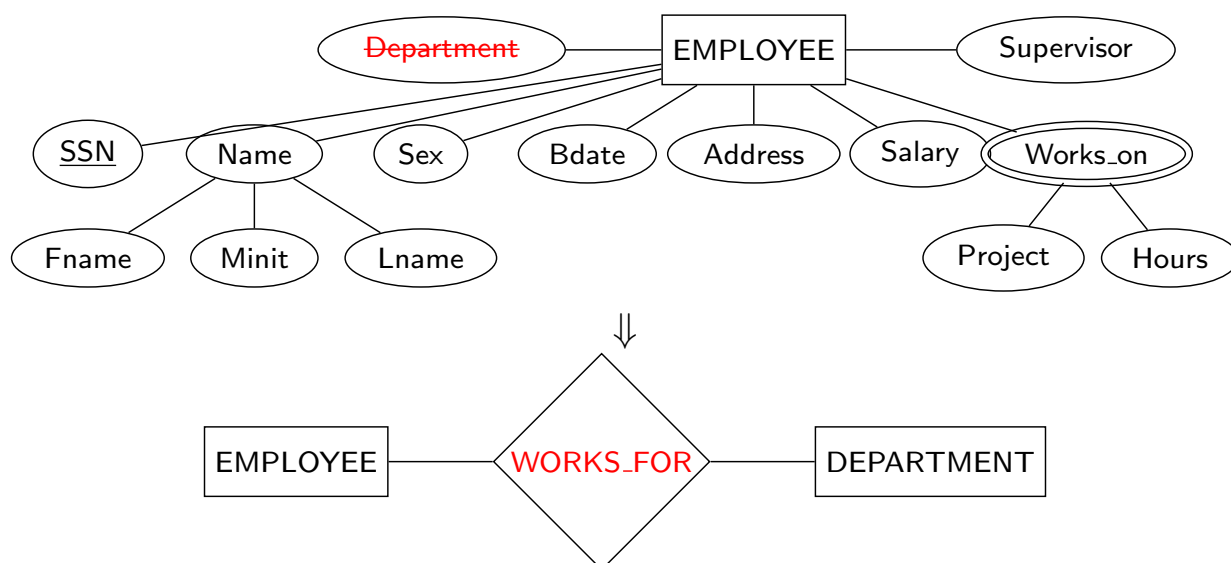 Department EMPLOYEE Supervisor
SSN Name Sex Bdate Address Salary Works_on
Fname Minit Lname Project Hours
⇓
EMPLOYEE WORKS_FOR DEPARTMENT